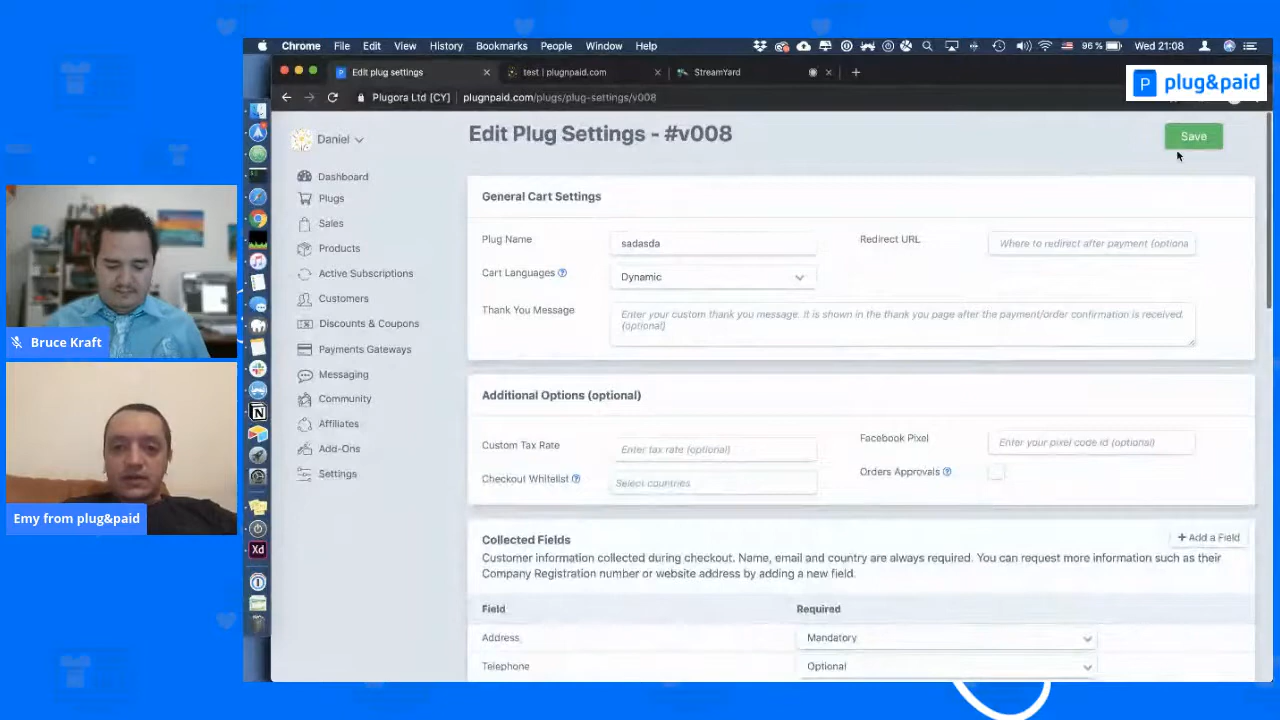 Chrome File Edit View History Bookmarks People Window Help
96 % Wed 21:08
Edit plug settings
test | plugnpaid.com
StreamYard
plug&paid
Plugora Ltd [CY] plugnpaid.com/plugs/plug-settings/v008
Daniel
Dashboard
Plugs
Sales
Products
Active Subscriptions
Customers
Discounts & Coupons
Payments Gateways
Messaging
Community
Affiliates
Add-Ons
Settings
Edit Plug Settings - #v008
Save
General Cart Settings
Plug Name
sadasda
Redirect URL
Where to redirect after payment (optiona
Cart Languages
Dynamic
Thank You Message
Enter your custom thank you message. It is shown in the thank you page after the payment/order confirmation is received.
(optional)
Additional Options (optional)
Custom Tax Rate
Enter tax rate (optional)
Facebook Pixel
Enter your pixel code id (optional)
Checkout Whitelist
Select countries
Orders Approvals
Collected Fields
+ Add a Field
Customer information collected during checkout. Name, email and country are always required. You can request more information such as their
Company Registration number or website address by adding a new field.
Field Required
Address Mandatory
Telephone Optional
Bruce Kraft
Emy from plug&paid
Xd